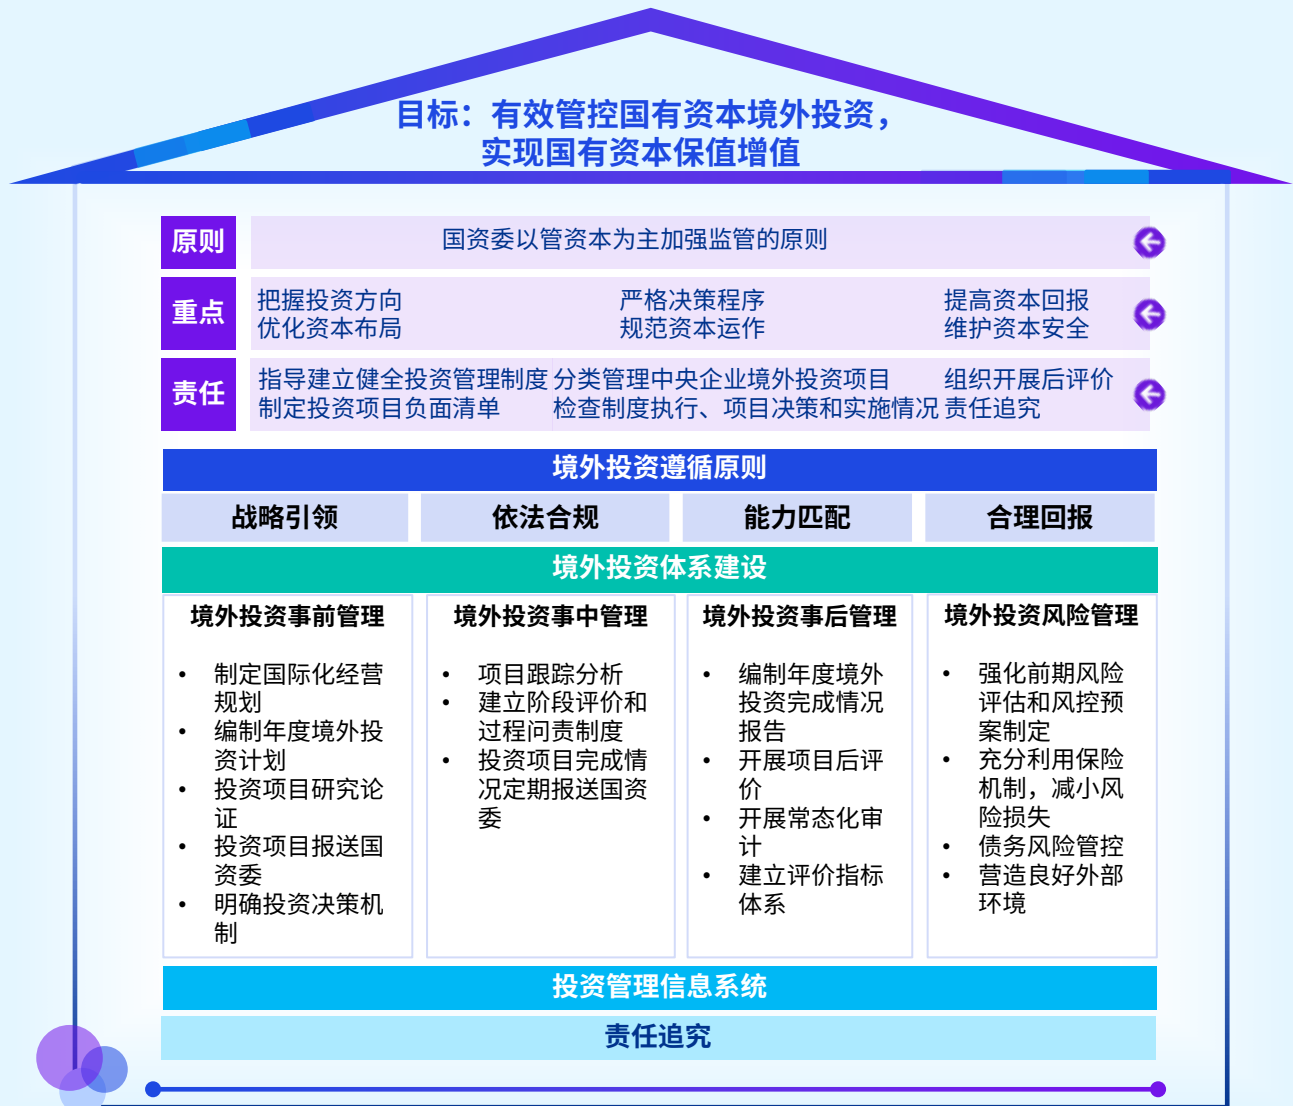 目标：有效管控国有资本境外投资，
实现国有资本保值增值
原则
国资委以管资本为主加强监管的原则
重点
把握投资方向
优化资本布局
严格决策程序
规范资本运作
提高资本回报
维护资本安全
责任
指导建立健全投资管理制度
制定投资项目负面清单
分类管理中央企业境外投资项目
检查制度执行、项目决策和实施情况
组织开展后评价
责任追究
境外投资遵循原则
战略引领
依法合规
能力匹配
合理回报
境外投资体系建设
境外投资事前管理
• 制定国际化经营
规划
• 编制年度境外投
资计划
• 投资项目研究论
证
• 投资项目报送国
资委
• 明确投资决策机
制
境外投资事中管理
• 项目跟踪分析
• 建立阶段评价和
过程问责制度
• 投资项目完成情
况定期报送国资
委
境外投资事后管理
• 编制年度境外
投资完成情况
报告
• 开展项目后评
价
• 开展常态化审
计
• 建立评价指标
体系
境外投资风险管理
• 强化前期风险
评估和风控预
案制定
• 充分利用保险
机制，减小风
险损失
• 债务风险管控
• 营造良好外部
环境
投资管理信息系统
责任追究